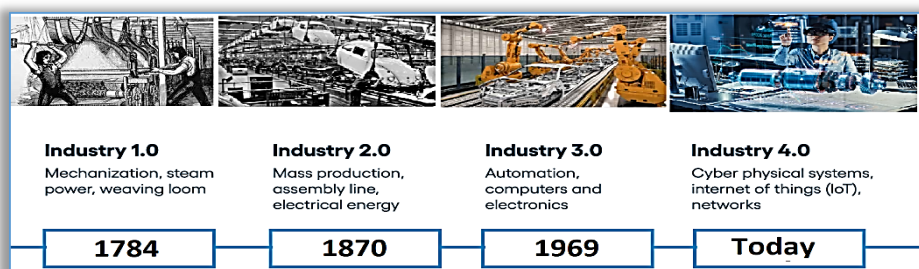 Industry 1.0
Mechanization, steam
power, weaving loom
1784
Industry 2.0
Mass production,
assembly line,
electrical energy
1870
Industry 3.0
Automation,
computers and
electronics
1969
Industry 4.0
Cyber physical systems,
internet of things (IoT),
networks
Today